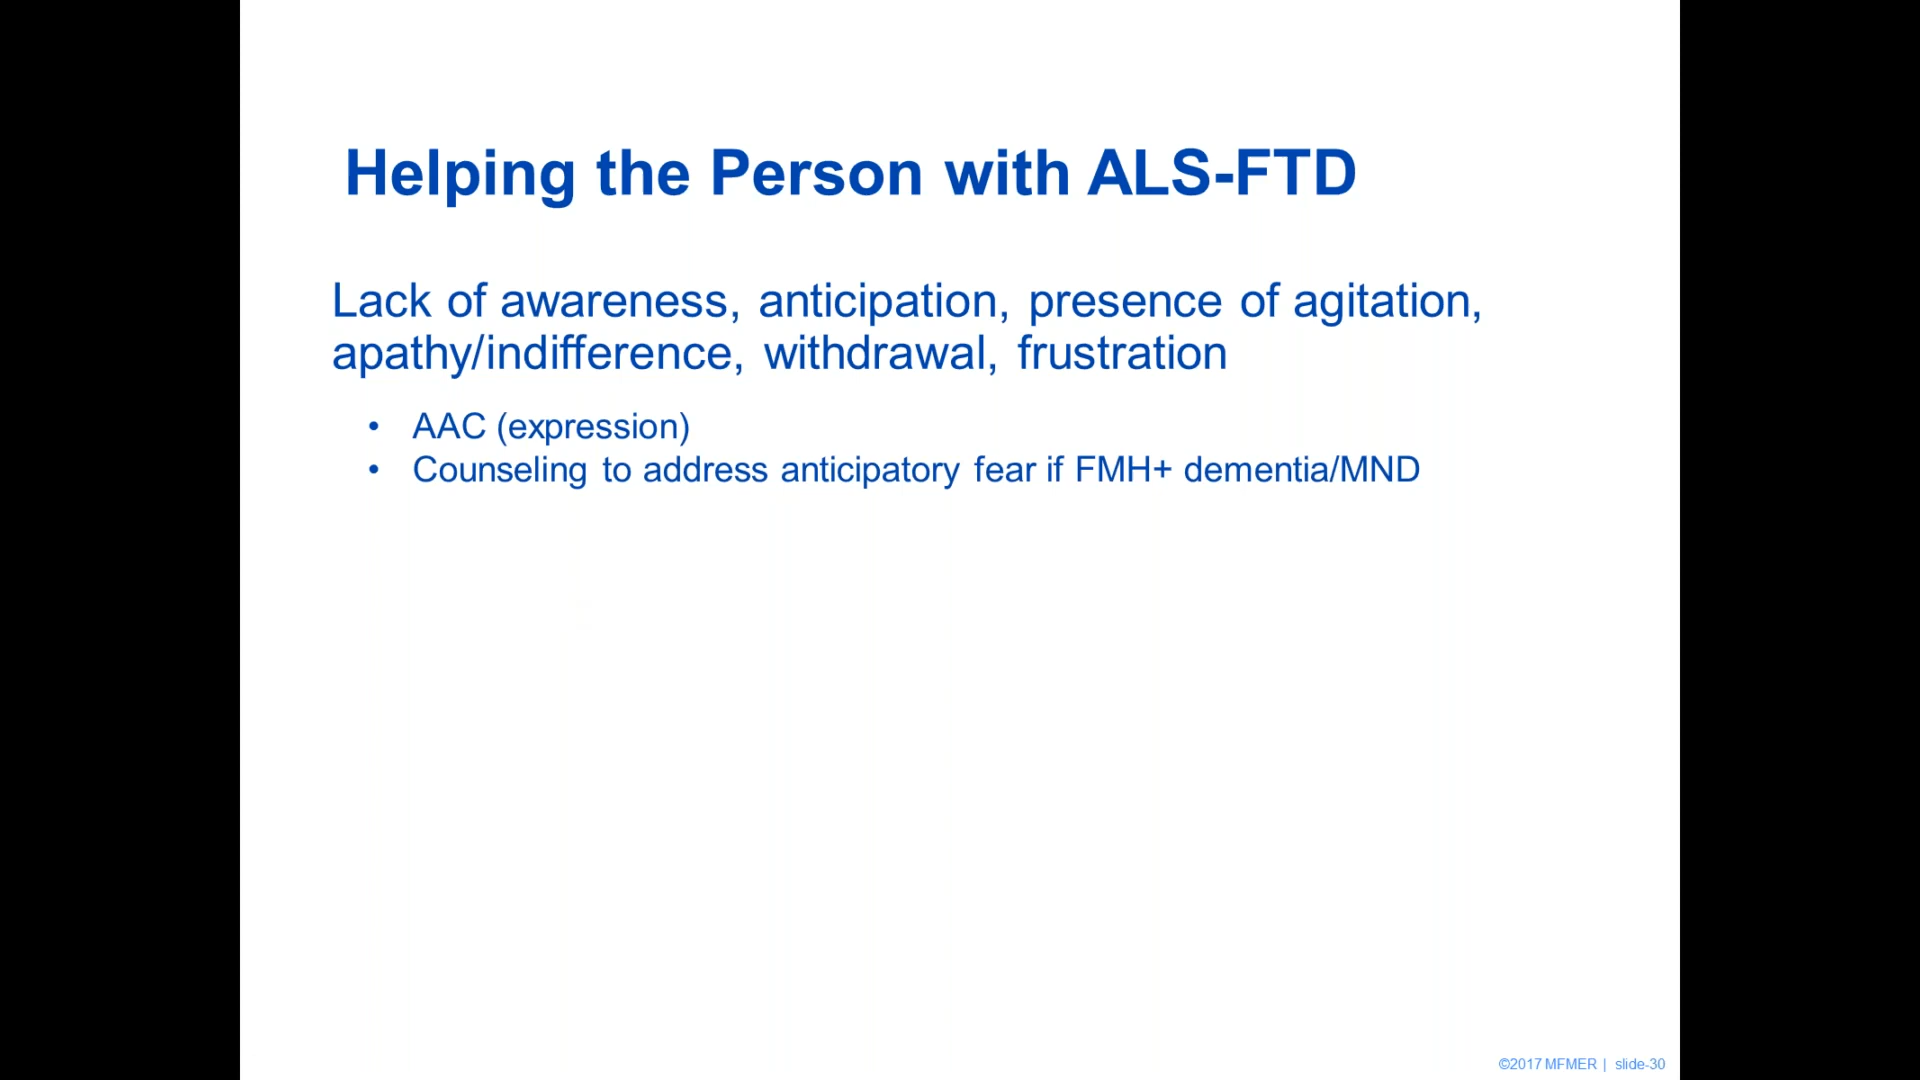 Helping the Person with ALS-FTD
Lack of awareness, anticipation, presence of agitation,
apathy/indifference, withdrawal, frustration
• AAC (expression)
• Counseling to address anticipatory fear if FMH+ dementia/MND
©2017 MFMER | slide-30